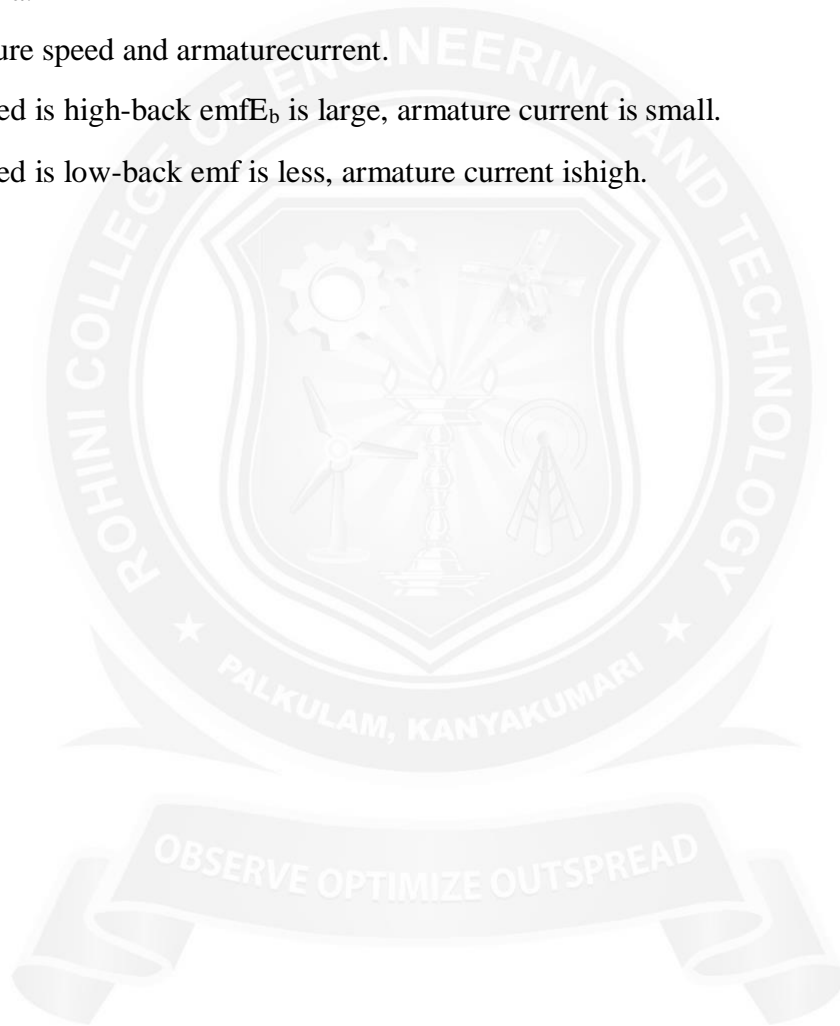 ure speed and armaturecurrent.
ed is high-back emfE_b is large, armature current is small.
ed is low-back emf is less, armature current ishigh.
ROHINI COLLEGE OF ENGINEERING AND TECHNOLOGY
PALKULAM, KANYAKUMARI
OBSERVE OPTIMIZE OUTSPREAD